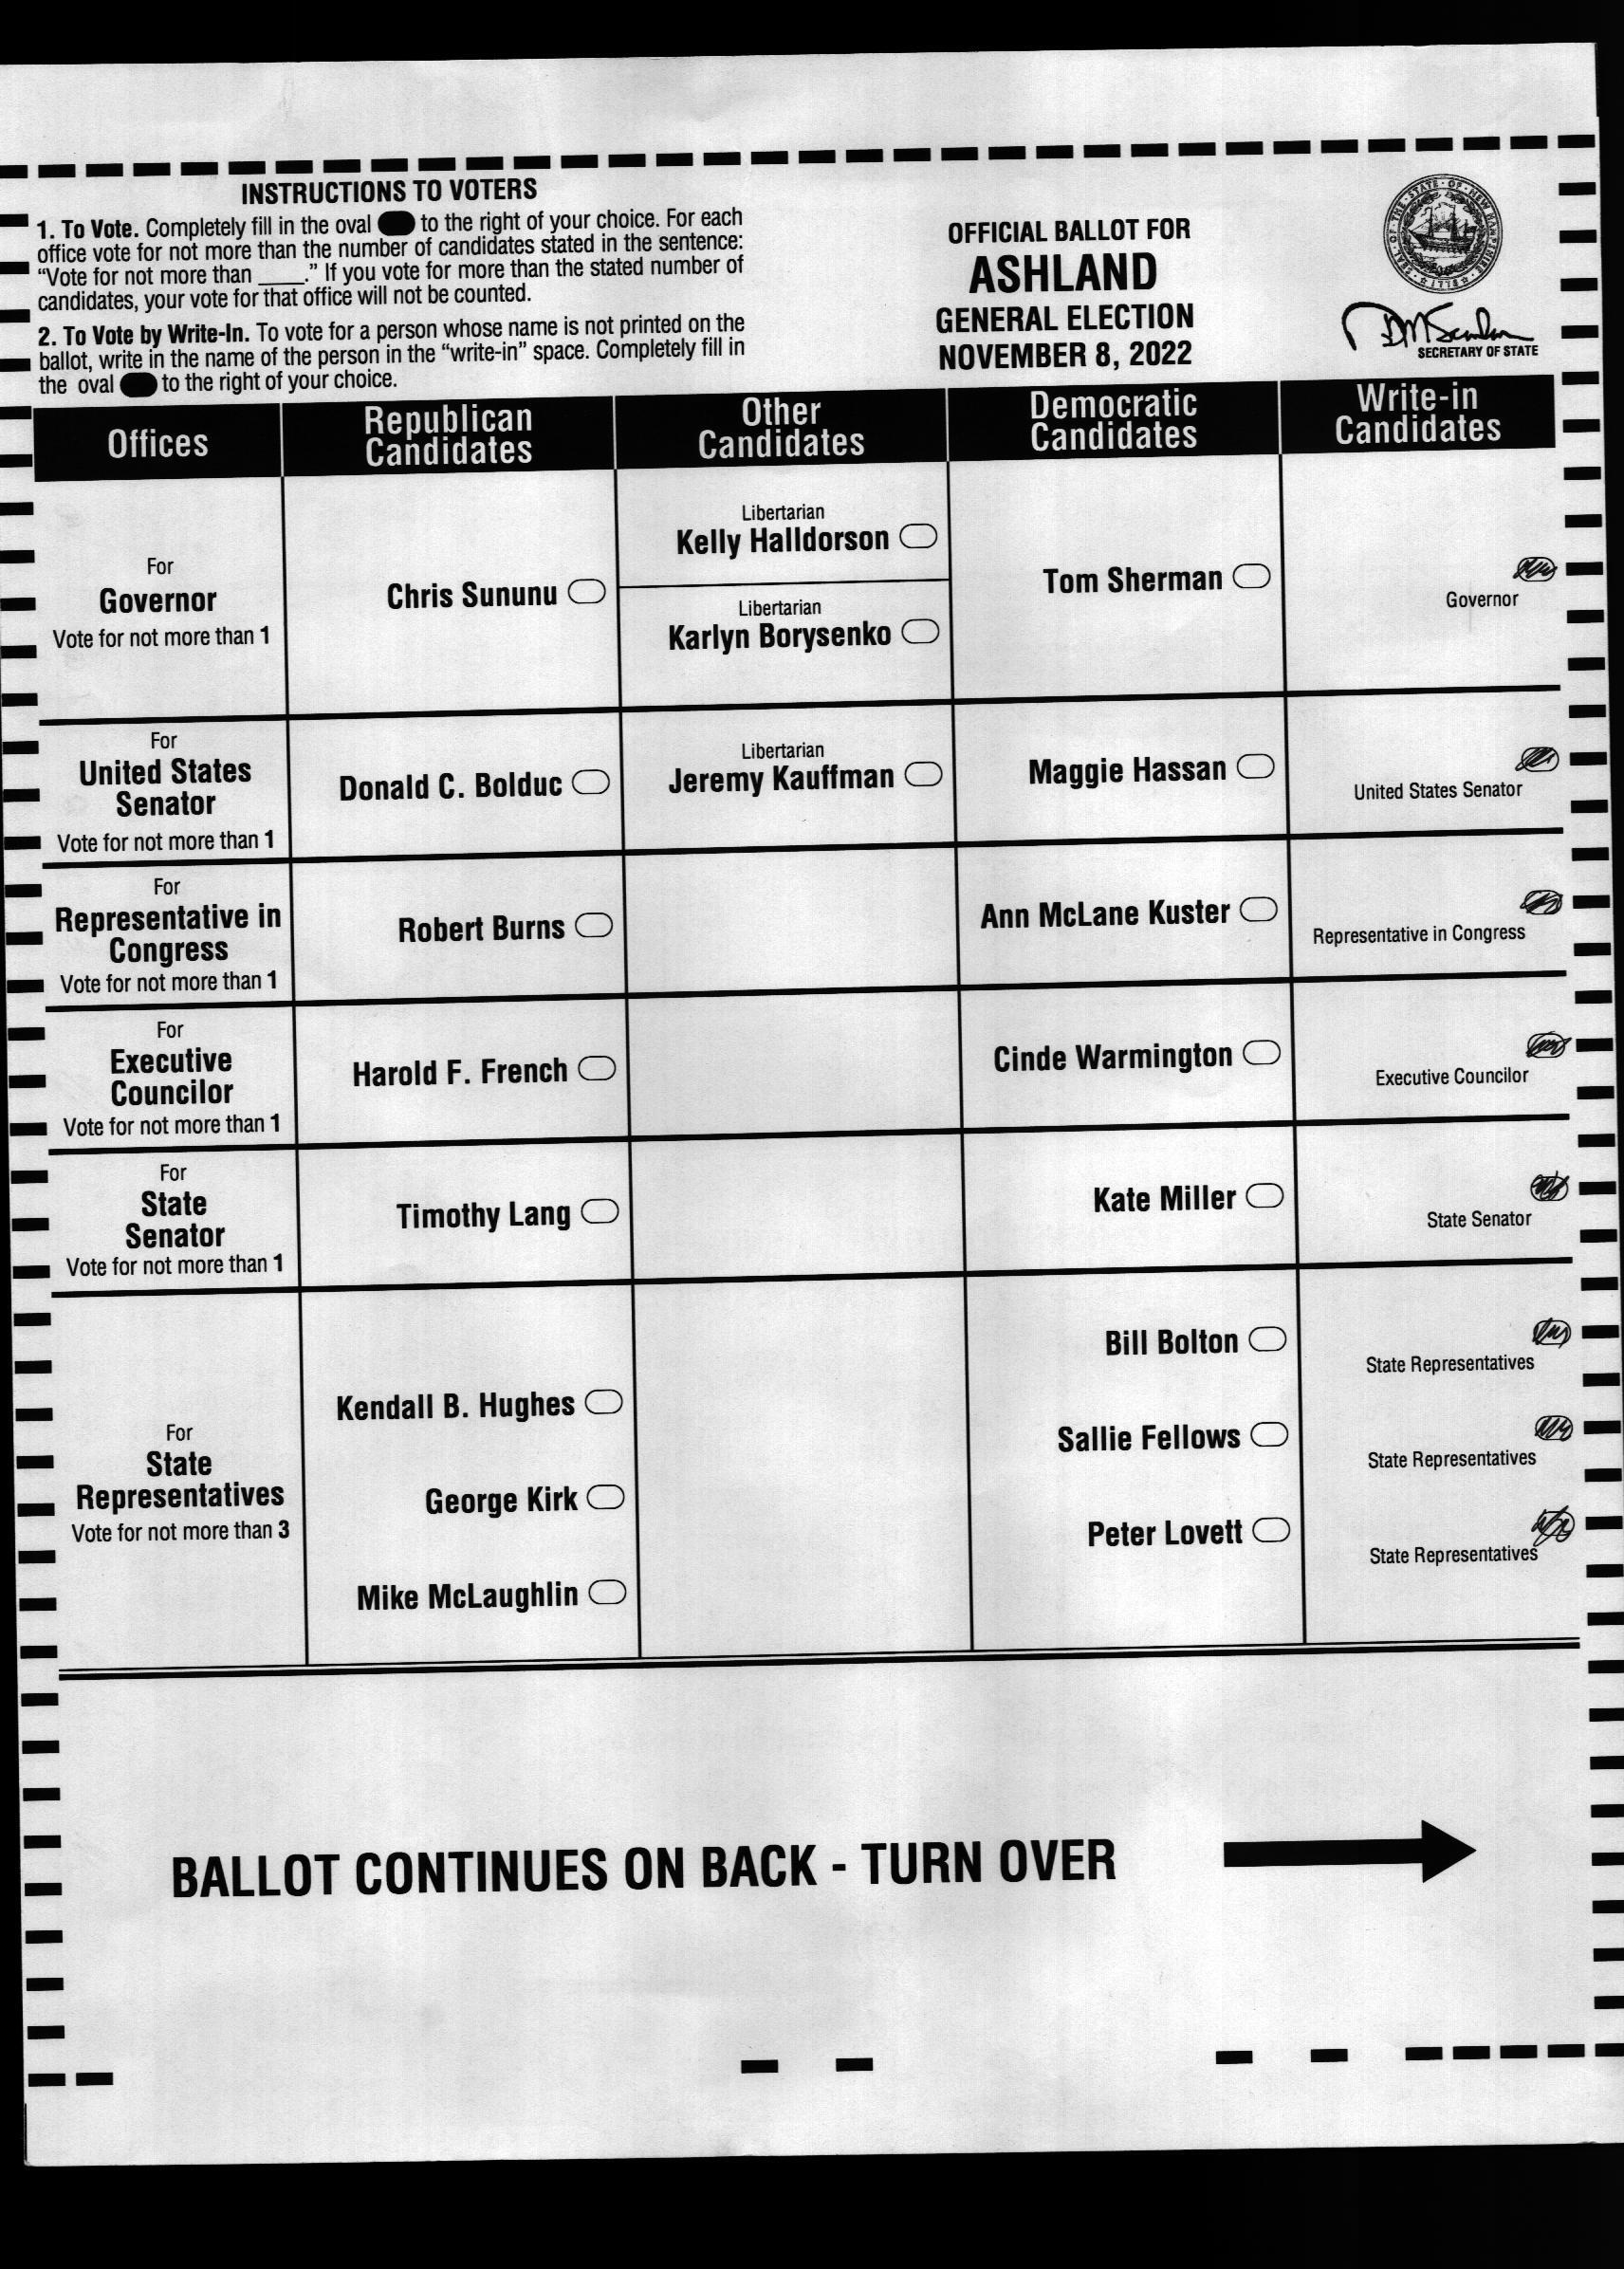 INSTRUCTIONS TO VOTERS
1. To Vote. Completely fill in the oval to the right of your choice. For each
office vote for not more than the number of candidates stated in the sentence:
“Vote for not more than ____.” If you vote for more than the stated number of
candidates, your vote for that office will not be counted.
2. To Vote by Write-In. To vote for a person whose name is not printed on the
ballot, write in the name of the person in the “write-in” space. Completely fill in
the oval to the right of your choice.
OFFICIAL BALLOT FOR
ASHLAND
GENERAL ELECTION
NOVEMBER 8, 2022
SECRETARY OF STATE
Offices
Republican
Candidates
Other
Candidates
Democratic
Candidates
Write-in
Candidates
For
Governor
Vote for not more than 1
Chris Sununu
Libertarian
Kelly Halldorson
Libertarian
Karlyn Borysenko
Tom Sherman
Governor
For
United States
Senator
Vote for not more than 1
Donald C. Bolduc
Libertarian
Jeremy Kauffman
Maggie Hassan
United States Senator
For
Representative in
Congress
Vote for not more than 1
Robert Burns
Ann McLane Kuster
Representative in Congress
For
Executive
Councilor
Vote for not more than 1
Harold F. French
Cinde Warmington
Executive Councilor
For
State
Senator
Vote for not more than 1
Timothy Lang
Kate Miller
State Senator
For
State
Representatives
Vote for not more than 3
Kendall B. Hughes
George Kirk
Mike McLaughlin
Bill Bolton
Sallie Fellows
Peter Lovett
State Representatives
State Representatives
State Representatives
BALLOT CONTINUES ON BACK - TURN OVER